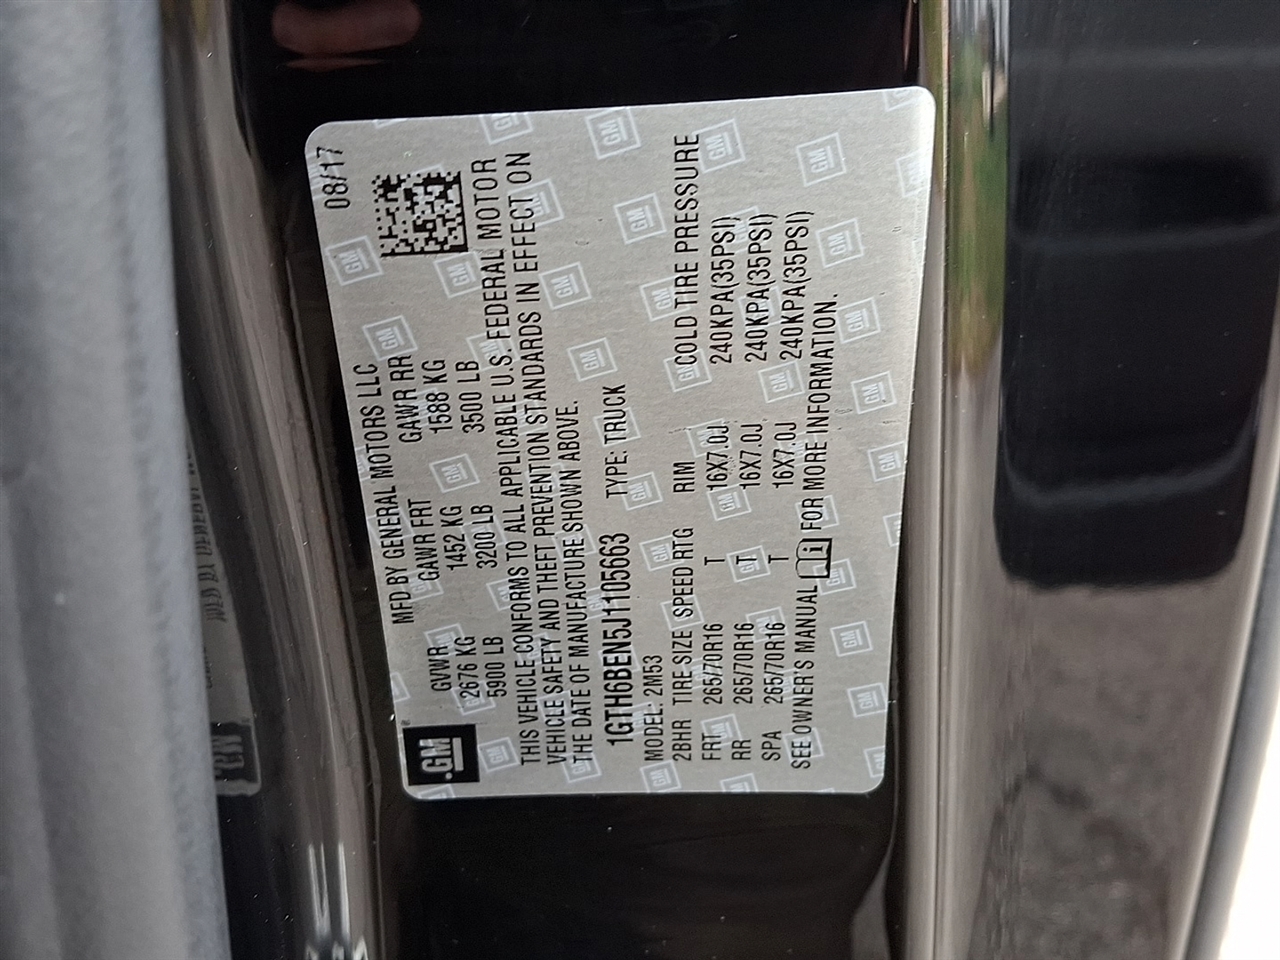 08/17
MFD BY GENERAL MOTORS LLC
GVWR GAWR FRT GAWR RR
2676 KG 1452 KG 1588 KG
5900 LB 3200 LB 3500 LB
GM
THIS VEHICLE CONFORMS TO ALL APPLICABLE U.S. FEDERAL MOTOR
VEHICLE SAFETY AND THEFT PREVENTION STANDARDS IN EFFECT ON
THE DATE OF MANUFACTURE SHOWN ABOVE.
1GTH6BEN5J1105663 TYPE: TRUCK
MODEL: 2M53
2BHR TIRE SIZE SPEED RTG RIM COLD TIRE PRESSURE
FRT 265/70R16 T 16X7.0J 240KPA(35PSI)
RR 265/70R16 T 16X7.0J 240KPA(35PSI)
SPA 265/70R16 T 16X7.0J 240KPA(35PSI)
SEE OWNER'S MANUAL i FOR MORE INFORMATION.